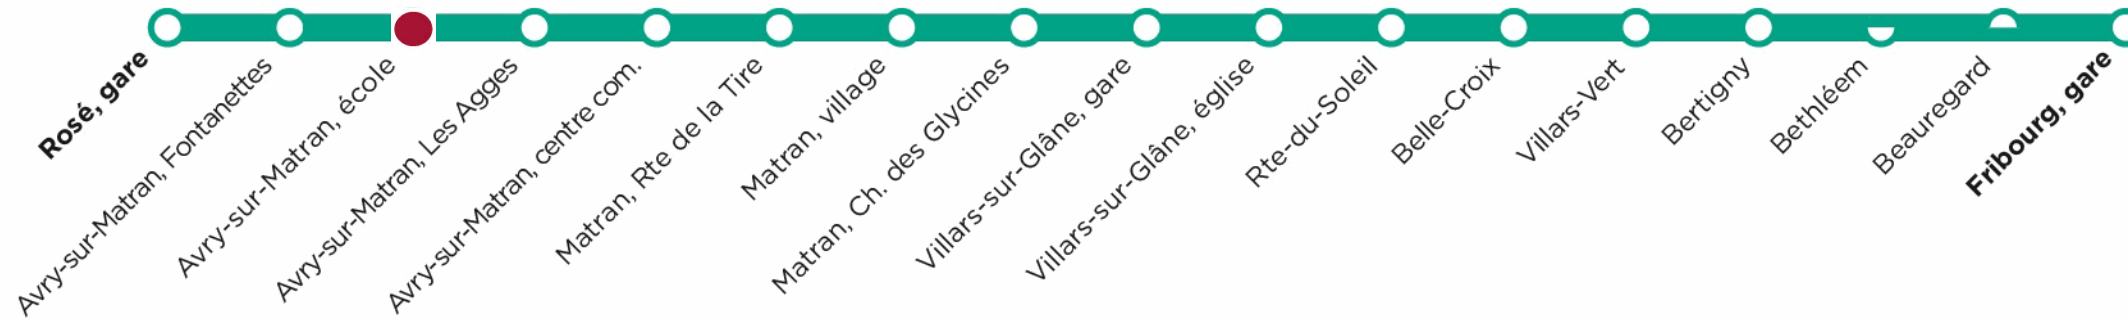 Rosé, gare
Avry-sur-Matran, Fontanettes
Avry-sur-Matran, école
Avry-sur-Matran, Les Agges
Avry-sur-Matran, centre com.
Matran, Rte de la Tire
Matran, village
Matran, Ch. des Glycines
Villars-sur-Glâne, gare
Villars-sur-Glâne, église
Rte-du-Soleil
Belle-Croix
Villars-Vert
Bertigny
Bethléem
Beauregard
Fribourg, gare